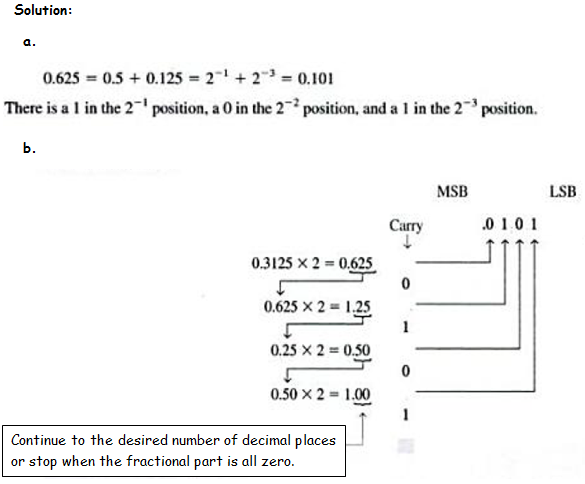 Solution:
a.
0.625 = 0.5 + 0.125 = 2⁻¹ + 2⁻³ = 0.101
There is a 1 in the 2⁻¹ position, a 0 in the 2⁻² position, and a 1 in the 2⁻³ position.
b.
MSB LSB
Carry .0 1 0 1
0.3125 × 2 = 0.625
0
0.625 × 2 = 1.25
1
0.25 × 2 = 0.50
0
0.50 × 2 = 1.00
1
Continue to the desired number of decimal places
or stop when the fractional part is all zero.